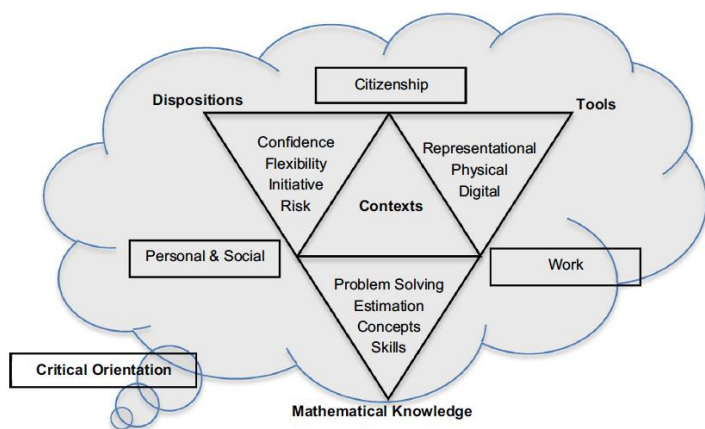 Citizenship
Dispositions
Tools
Confidence
Flexibility
Initiative
Risk
Representational
Physical
Digital
Contexts
Personal & Social
Work
Problem Solving
Estimation
Concepts
Skills
Critical Orientation
Mathematical Knowledge